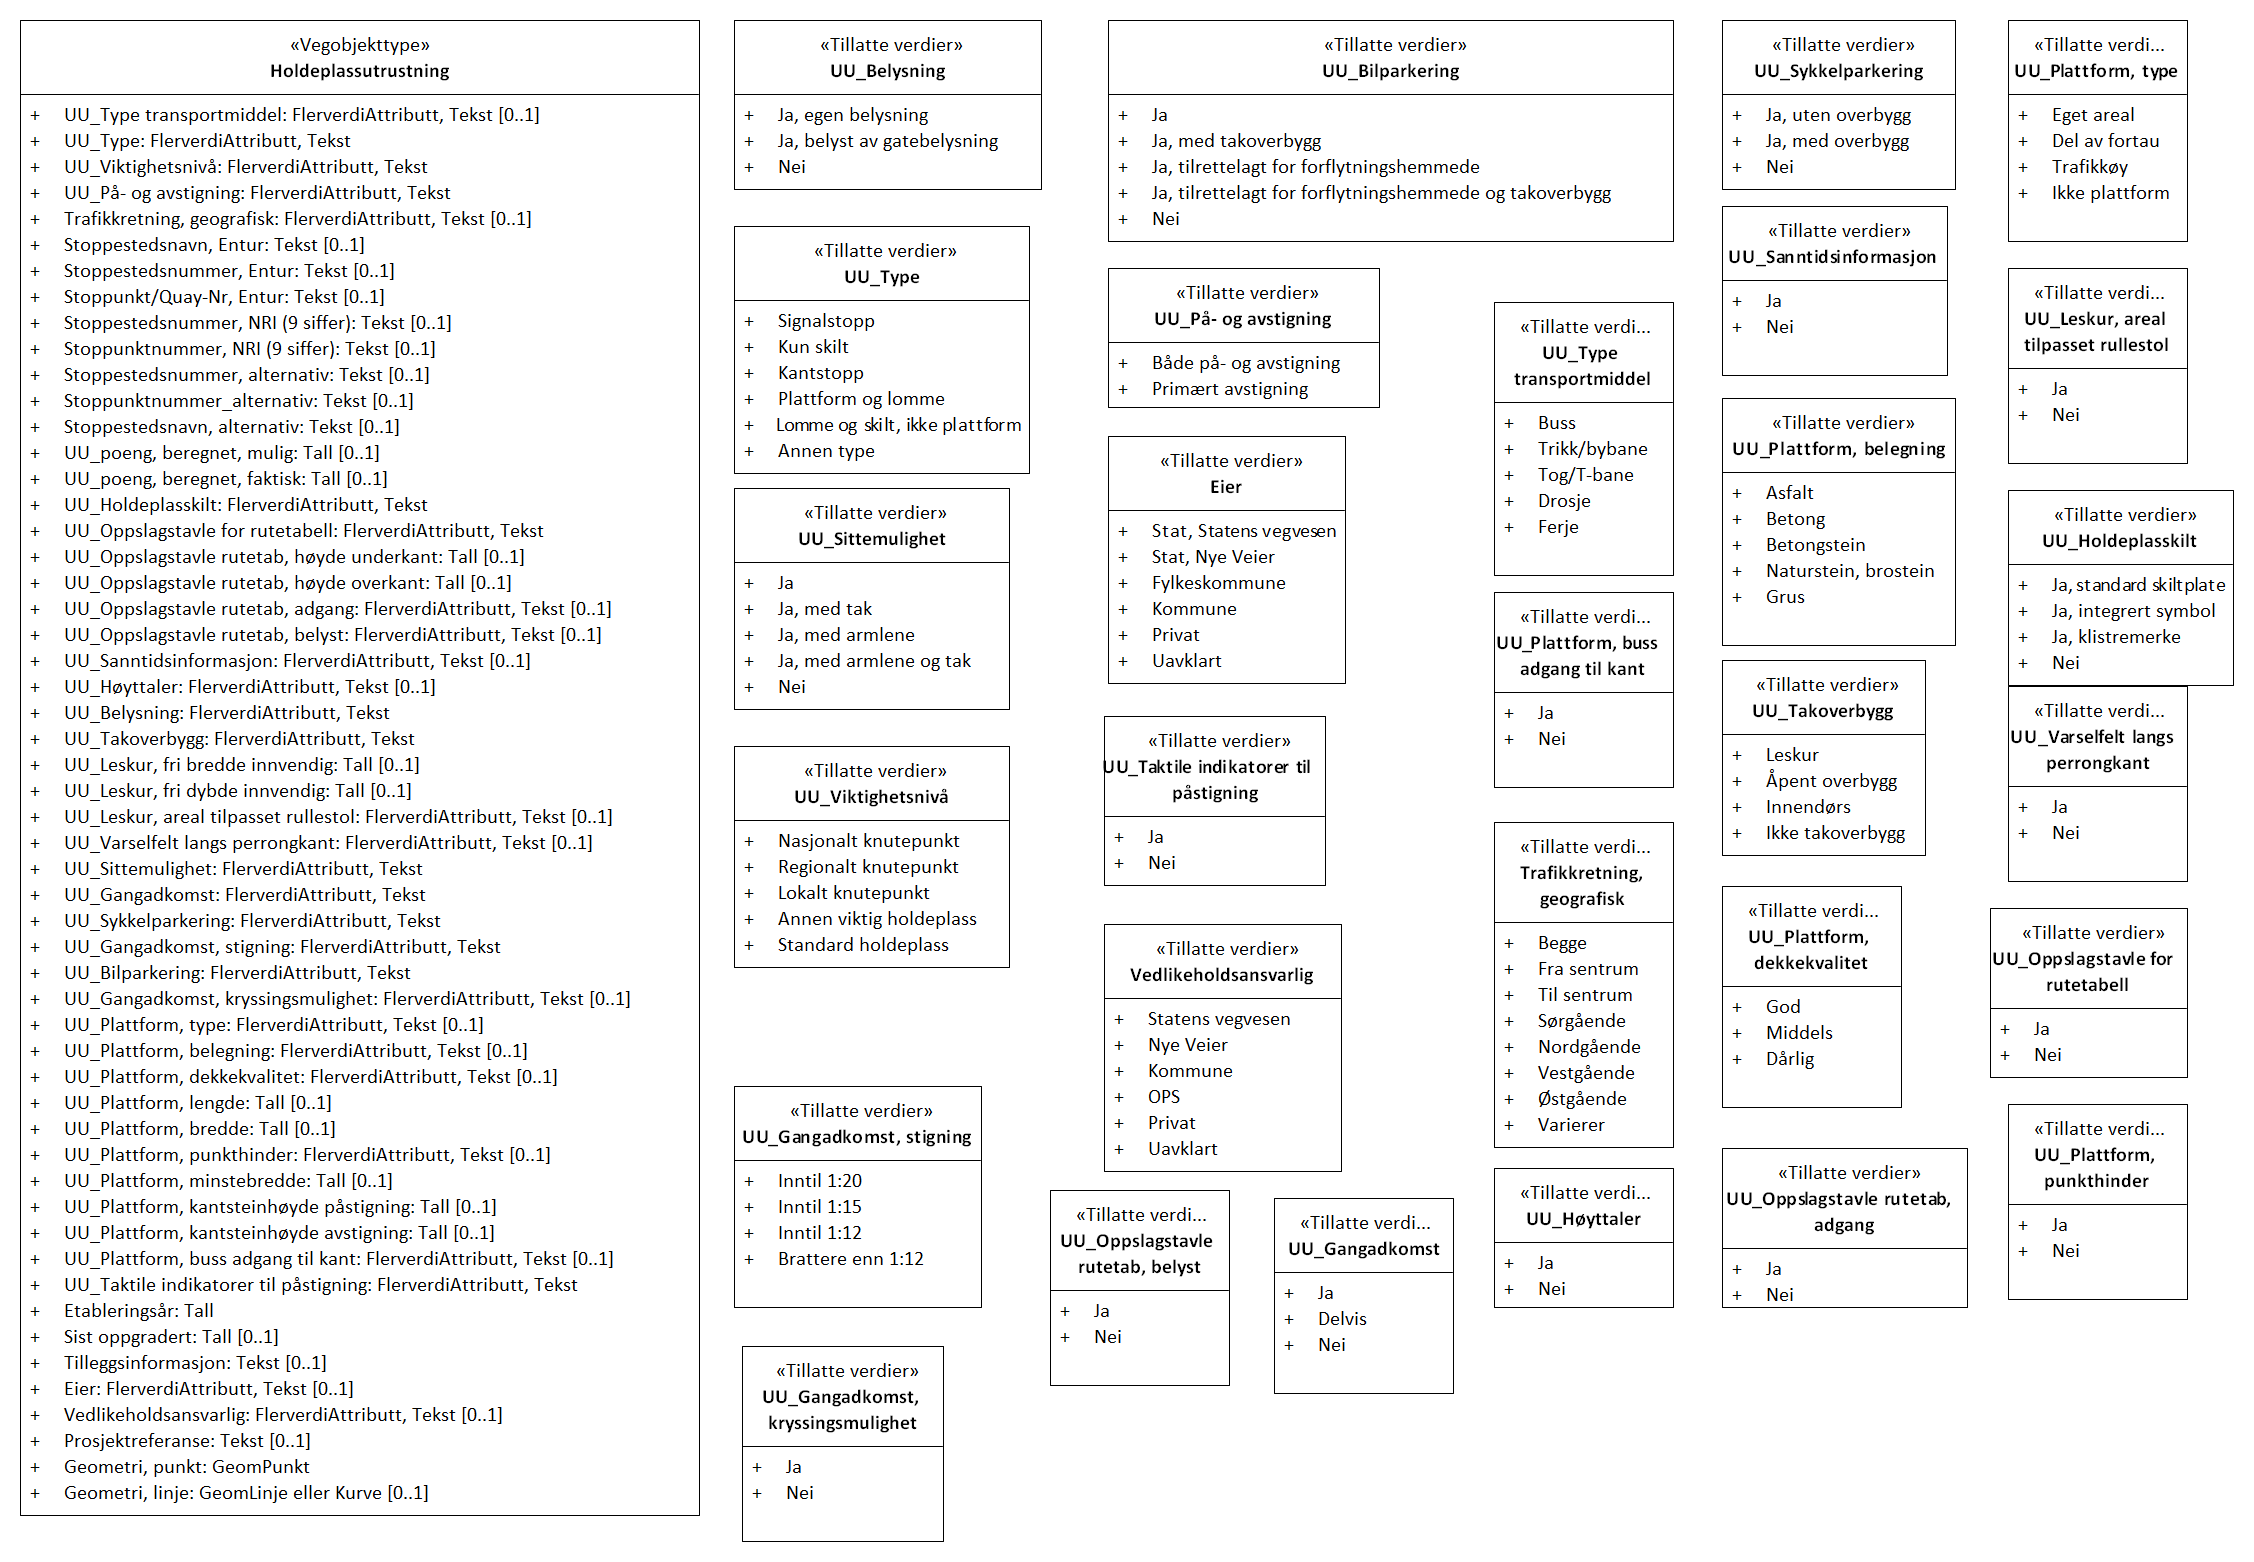 «Vegobjekttype»
Holdeplassutrustning
+ UU_Type transportmiddel: FlerverdiAttributt, Tekst [0..1]
+ UU_Type: FlerverdiAttributt, Tekst
+ UU_Viktighetsnivå: FlerverdiAttributt, Tekst
+ UU_På- og avstigning: FlerverdiAttributt, Tekst
+ Trafikkretning, geografisk: FlerverdiAttributt, Tekst [0..1]
+ Stoppestedsnavn, Entur: Tekst [0..1]
+ Stoppestedsnummer, Entur: Tekst [0..1]
+ Stoppunkt/Quay-Nr, Entur: Tekst [0..1]
+ Stoppestedsnummer, NRI (9 siffer): Tekst [0..1]
+ Stoppunktnummer, NRI (9 siffer): Tekst [0..1]
+ Stoppestedsnummer, alternativ: Tekst [0..1]
+ Stoppunktnummer_alternativ: Tekst [0..1]
+ Stoppestedsnavn, alternativ: Tekst [0..1]
+ UU_poeng, beregnet, mulig: Tall [0..1]
+ UU_poeng, beregnet, faktisk: Tall [0..1]
+ UU_Holdeplasskilt: FlerverdiAttributt, Tekst
+ UU_Oppslagstavle for rutetabell: FlerverdiAttributt, Tekst
+ UU_Oppslagstavle rutetab, høyde underkant: Tall [0..1]
+ UU_Oppslagstavle rutetab, høyde overkant: Tall [0..1]
+ UU_Oppslagstavle rutetab, adgang: FlerverdiAttributt, Tekst [0..1]
+ UU_Oppslagstavle rutetab, belyst: FlerverdiAttributt, Tekst [0..1]
+ UU_Sanntidsinformasjon: FlerverdiAttributt, Tekst [0..1]
+ UU_Høyttaler: FlerverdiAttributt, Tekst [0..1]
+ UU_Belysning: FlerverdiAttributt, Tekst
+ UU_Takoverbygg: FlerverdiAttributt, Tekst
+ UU_Leskur, fri bredde innvendig: Tall [0..1]
+ UU_Leskur, fri dybde innvendig: Tall [0..1]
+ UU_Leskur, areal tilpasset rullestol: FlerverdiAttributt, Tekst [0..1]
+ UU_Varselfelt langs perrongkant: FlerverdiAttributt, Tekst [0..1]
+ UU_Sittemulighet: FlerverdiAttributt, Tekst
+ UU_Gangadkomst: FlerverdiAttributt, Tekst
+ UU_Sykkelparkering: FlerverdiAttributt, Tekst
+ UU_Gangadkomst, stigning: FlerverdiAttributt, Tekst
+ UU_Bilparkering: FlerverdiAttributt, Tekst
+ UU_Gangadkomst, kryssingsmulighet: FlerverdiAttributt, Tekst [0..1]
+ UU_Plattform, type: FlerverdiAttributt, Tekst [0..1]
+ UU_Plattform, belegning: FlerverdiAttributt, Tekst [0..1]
+ UU_Plattform, dekkekvalitet: FlerverdiAttributt, Tekst [0..1]
+ UU_Plattform, lengde: Tall [0..1]
+ UU_Plattform, bredde: Tall [0..1]
+ UU_Plattform, punkthinder: FlerverdiAttributt, Tekst [0..1]
+ UU_Plattform, minstebredde: Tall [0..1]
+ UU_Plattform, kantsteinhøyde påstigning: Tall [0..1]
+ UU_Plattform, kantsteinhøyde avstigning: Tall [0..1]
+ UU_Plattform, buss adgang til kant: FlerverdiAttributt, Tekst [0..1]
+ UU_Taktile indikatorer til påstigning: FlerverdiAttributt, Tekst
+ Etableringsår: Tall
+ Sist oppgradert: Tall [0..1]
+ Tilleggsinformasjon: Tekst [0..1]
+ Eier: FlerverdiAttributt, Tekst [0..1]
+ Vedlikeholdsansvarlig: FlerverdiAttributt, Tekst [0..1]
+ Prosjektreferanse: Tekst [0..1]
+ Geometri, punkt: GeomPunkt
+ Geometri, linje: GeomLinje eller Kurve [0..1]
«Tillatte verdier»
UU_Belysning
+ Ja, egen belysning
+ Ja, belyst av gatebelysning
+ Nei
«Tillatte verdier»
UU_Type
+ Signalstopp
+ Kun skilt
+ Kantstopp
+ Plattform og lomme
+ Lomme og skilt, ikke plattform
+ Annen type
«Tillatte verdier»
UU_Sittemulighet
+ Ja
+ Ja, med tak
+ Ja, med armlene
+ Ja, med armlene og tak
+ Nei
«Tillatte verdier»
UU_Viktighetsnivå
+ Nasjonalt knutepunkt
+ Regionalt knutepunkt
+ Lokalt knutepunkt
+ Annen viktig holdeplass
+ Standard holdeplass
«Tillatte verdier»
UU_Gangadkomst, stigning
+ Inntil 1:20
+ Inntil 1:15
+ Inntil 1:12
+ Brattere enn 1:12
«Tillatte verdier»
UU_Gangadkomst,
kryssingsmulighet
+ Ja
+ Nei
«Tillatte verdier»
UU_Bilparkering
+ Ja
+ Ja, med takoverbygg
+ Ja, tilrettelagt for forflytningshemmede
+ Ja, tilrettelagt for forflytningshemmede og takoverbygg
+ Nei
«Tillatte verdier»
UU_På- og avstigning
+ Både på- og avstigning
+ Primært avstigning
«Tillatte verdier»
Eier
+ Stat, Statens vegvesen
+ Stat, Nye Veier
+ Fylkeskommune
+ Kommune
+ Privat
+ Uavklart
«Tillatte verdier»
UU_Taktile indikatorer til
påstigning
+ Ja
+ Nei
«Tillatte verdier»
Vedlikeholdsansvarlig
+ Statens vegvesen
+ Nye Veier
+ Kommune
+ OPS
+ Privat
+ Uavklart
«Tillatte verdi...
UU_Oppslagstavle
rutetab, belyst
+ Ja
+ Nei
«Tillatte verdi...
UU_Gangadkomst
+ Ja
+ Delvis
+ Nei
«Tillatte verdi...
UU_Type
transportmiddel
+ Buss
+ Trikk/bybane
+ Tog/T-bane
+ Drosje
+ Ferje
«Tillatte verdi...
UU_Plattform, buss
adgang til kant
+ Ja
+ Nei
«Tillatte verdi...
Trafikkretning,
geografisk
+ Begge
+ Fra sentrum
+ Til sentrum
+ Sørgående
+ Nordgående
+ Vestgående
+ Østgående
+ Varierer
«Tillatte verdi...
UU_Høyttaler
+ Ja
+ Nei
«Tillatte verdier»
UU_Sykkelparkering
+ Ja, uten overbygg
+ Ja, med overbygg
+ Nei
«Tillatte verdier»
UU_Sanntidsinformasjon
+ Ja
+ Nei
«Tillatte verdier»
UU_Plattform, belegning
+ Asfalt
+ Betong
+ Betongstein
+ Naturstein, brostein
+ Grus
«Tillatte verdier»
UU_Takoverbygg
+ Leskur
+ Åpent overbygg
+ Innendørs
+ Ikke takoverbygg
«Tillatte verdi...
UU_Plattform,
dekkekvalitet
+ God
+ Middels
+ Dårlig
«Tillatte verdier»
UU_Oppslagstavle rutetab,
adgang
+ Ja
+ Nei
«Tillatte verdi...
UU_Plattform, type
+ Eget areal
+ Del av fortau
+ Trafikkøy
+ Ikke plattform
«Tillatte verdi...
UU_Leskur, areal
tilpasset rullestol
+ Ja
+ Nei
«Tillatte verdier»
UU_Holdeplasskilt
+ Ja, standard skiltplate
+ Ja, integrert symbol
+ Ja, klistremerke
+ Nei
«Tillatte verdi...
UU_Varselfelt langs
perrongkant
+ Ja
+ Nei
«Tillatte verdier»
UU_Oppslagstavle for
rutetabell
+ Ja
+ Nei
«Tillatte verdi...
UU_Plattform,
punkthinder
+ Ja
+ Nei